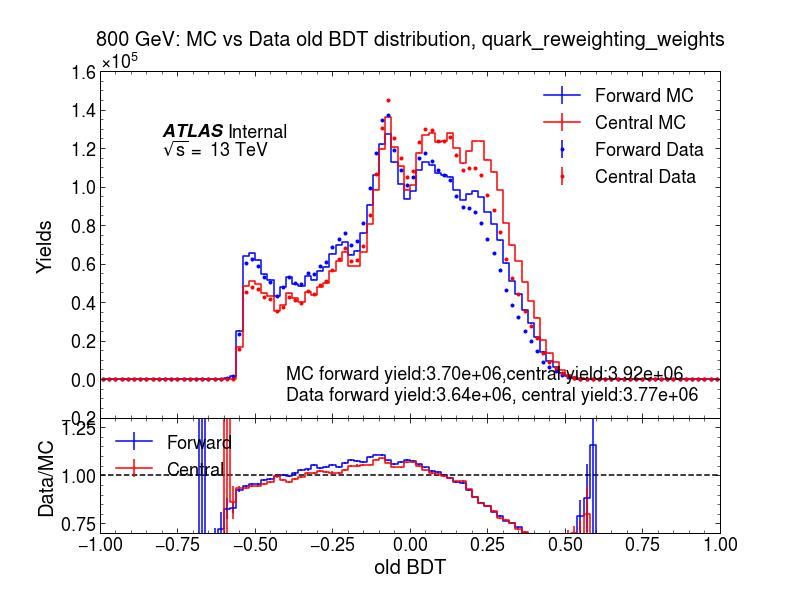 800 GeV: MC vs Data old BDT distribution, quark_reweighting_weights
×10⁵
1.6
1.4
1.2
1.0
0.8
0.6
0.4
0.2
0.0
0.2
Yields
ATLAS Internal
√s = 13 TeV
Forward MC
Central MC
Forward Data
Central Data
MC forward yield:3.70e+06,central yield:3.92e+06
Data forward yield:3.64e+06, central yield:3.77e+06
1.25
1.00
0.75
Data/MC
Forward
Central
−1.00 −0.75 −0.50 −0.25 0.00 0.25 0.50 0.75 1.00
old BDT